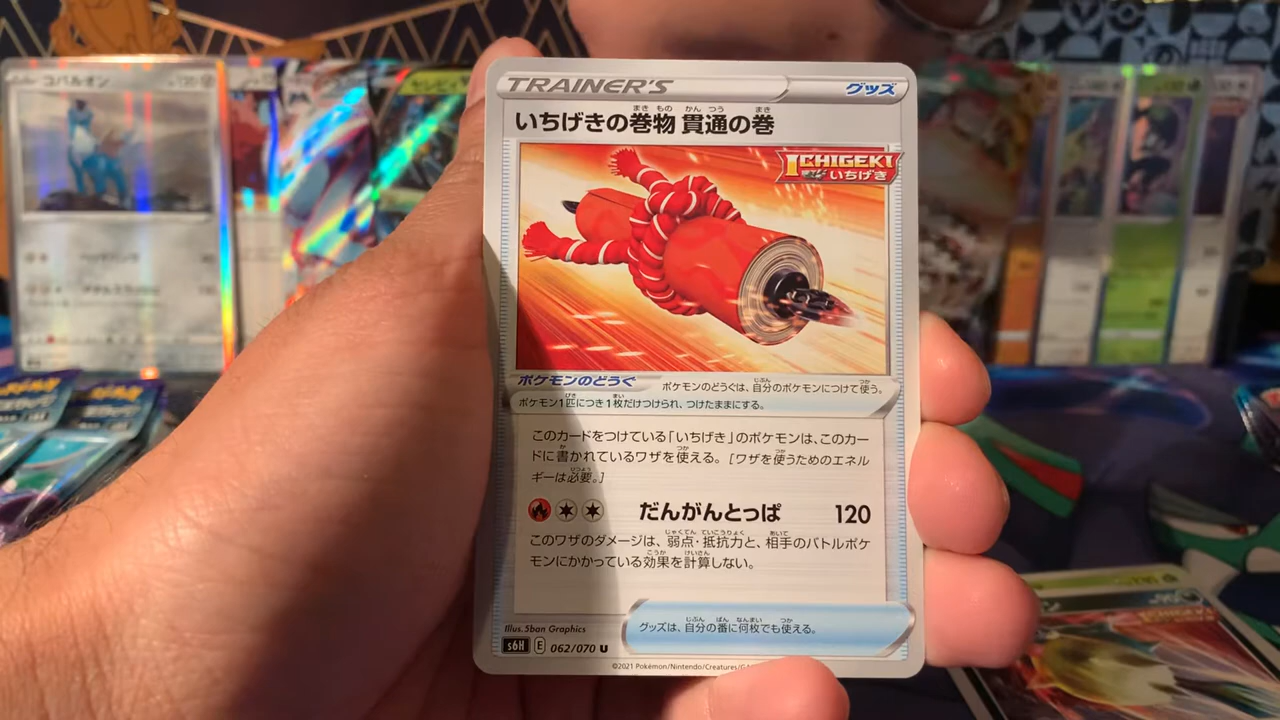 コバルオン
TRAINER'S
グッズ
いちげきの巻物 貫通の巻
まき もの かん つう まき
ICHIGEKI
いちげき
ポケモンのどうぐ
ポケモンのどうぐは、自分のポケモンにつけて使う。
ポケモン1匹につき1枚だけつけられ、つけたままにする。
このカードをつけている「いちげき」のポケモンは、このカー
ドに書かれているワザを使える。[ワザを使うためのエネル
ギーは必要。]
だんがんとっぱ 120
このワザのダメージは、弱点・抵抗力と、相手のバトルポケ
モンにかかっている効果を計算しない。
グッズは、自分の番に何枚でも使える。
Illus. 5ban Graphics
s6H E 062/070 U
©2021 Pokémon/Nintendo/Creatures/